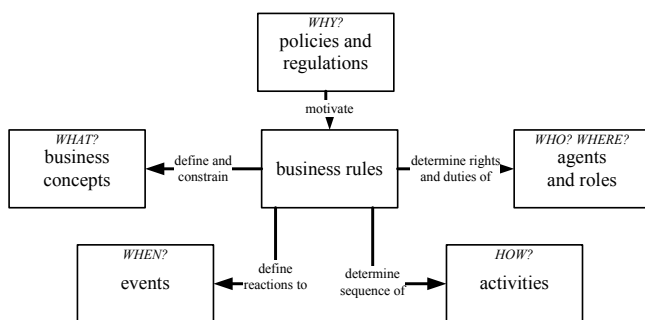 WHY?
policies and
regulations
motivate
WHAT?
business
concepts
define and
constrain
business rules
determine rights
and duties of
WHO? WHERE?
agents
and roles
WHEN?
events
define
reactions to
determine
sequence of
HOW?
activities